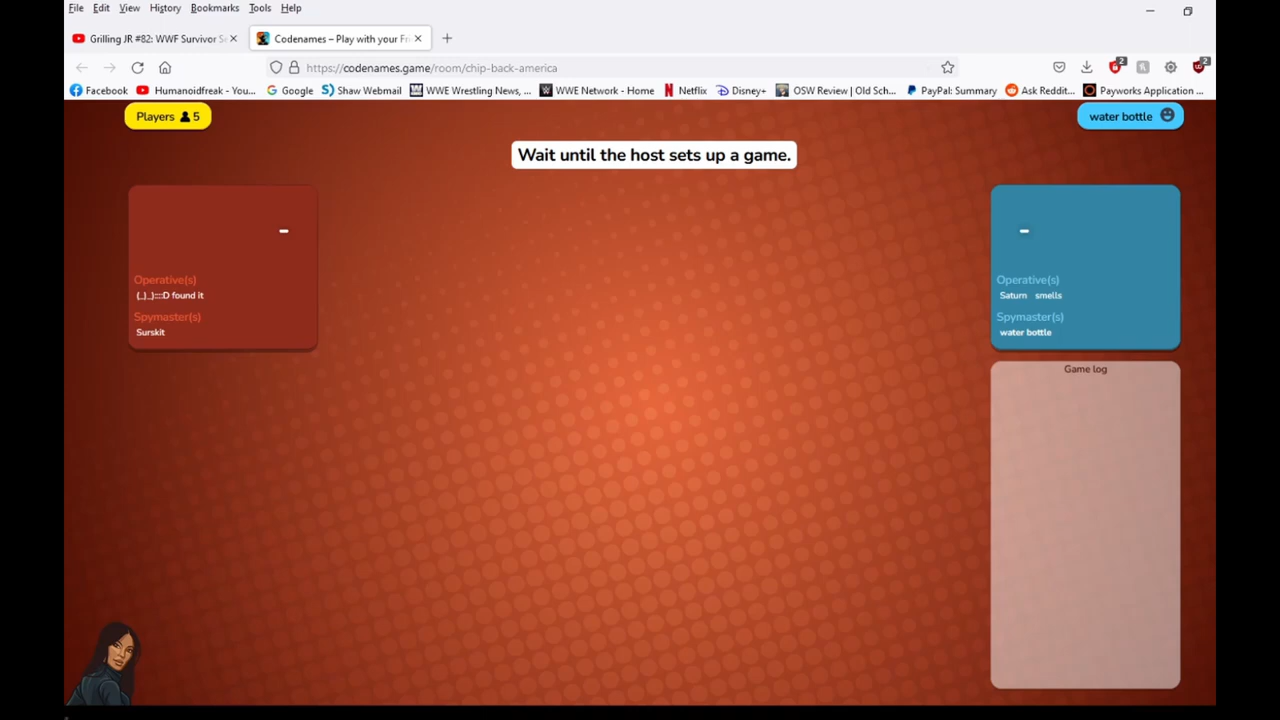 File Edit View History Bookmarks Tools Help
Grilling JR #82: WWF Survivor Se
Codenames – Play with your Fr
https://codenames.game/room/chip-back-america
2
2
Facebook
Humanoidfreak - You...
Google
Shaw Webmail
WWE Wrestling News, ...
WWE Network - Home
Netflix
Disney+
OSW Review | Old Sch...
PayPal: Summary
Ask Reddit...
Payworks Application ...
Players 5
water bottle
Wait until the host sets up a game.
-
Operative(s)
(_)_):::D found it
Spymaster(s)
Surskit
-
Operative(s)
Saturn smells
Spymaster(s)
water bottle
Game log